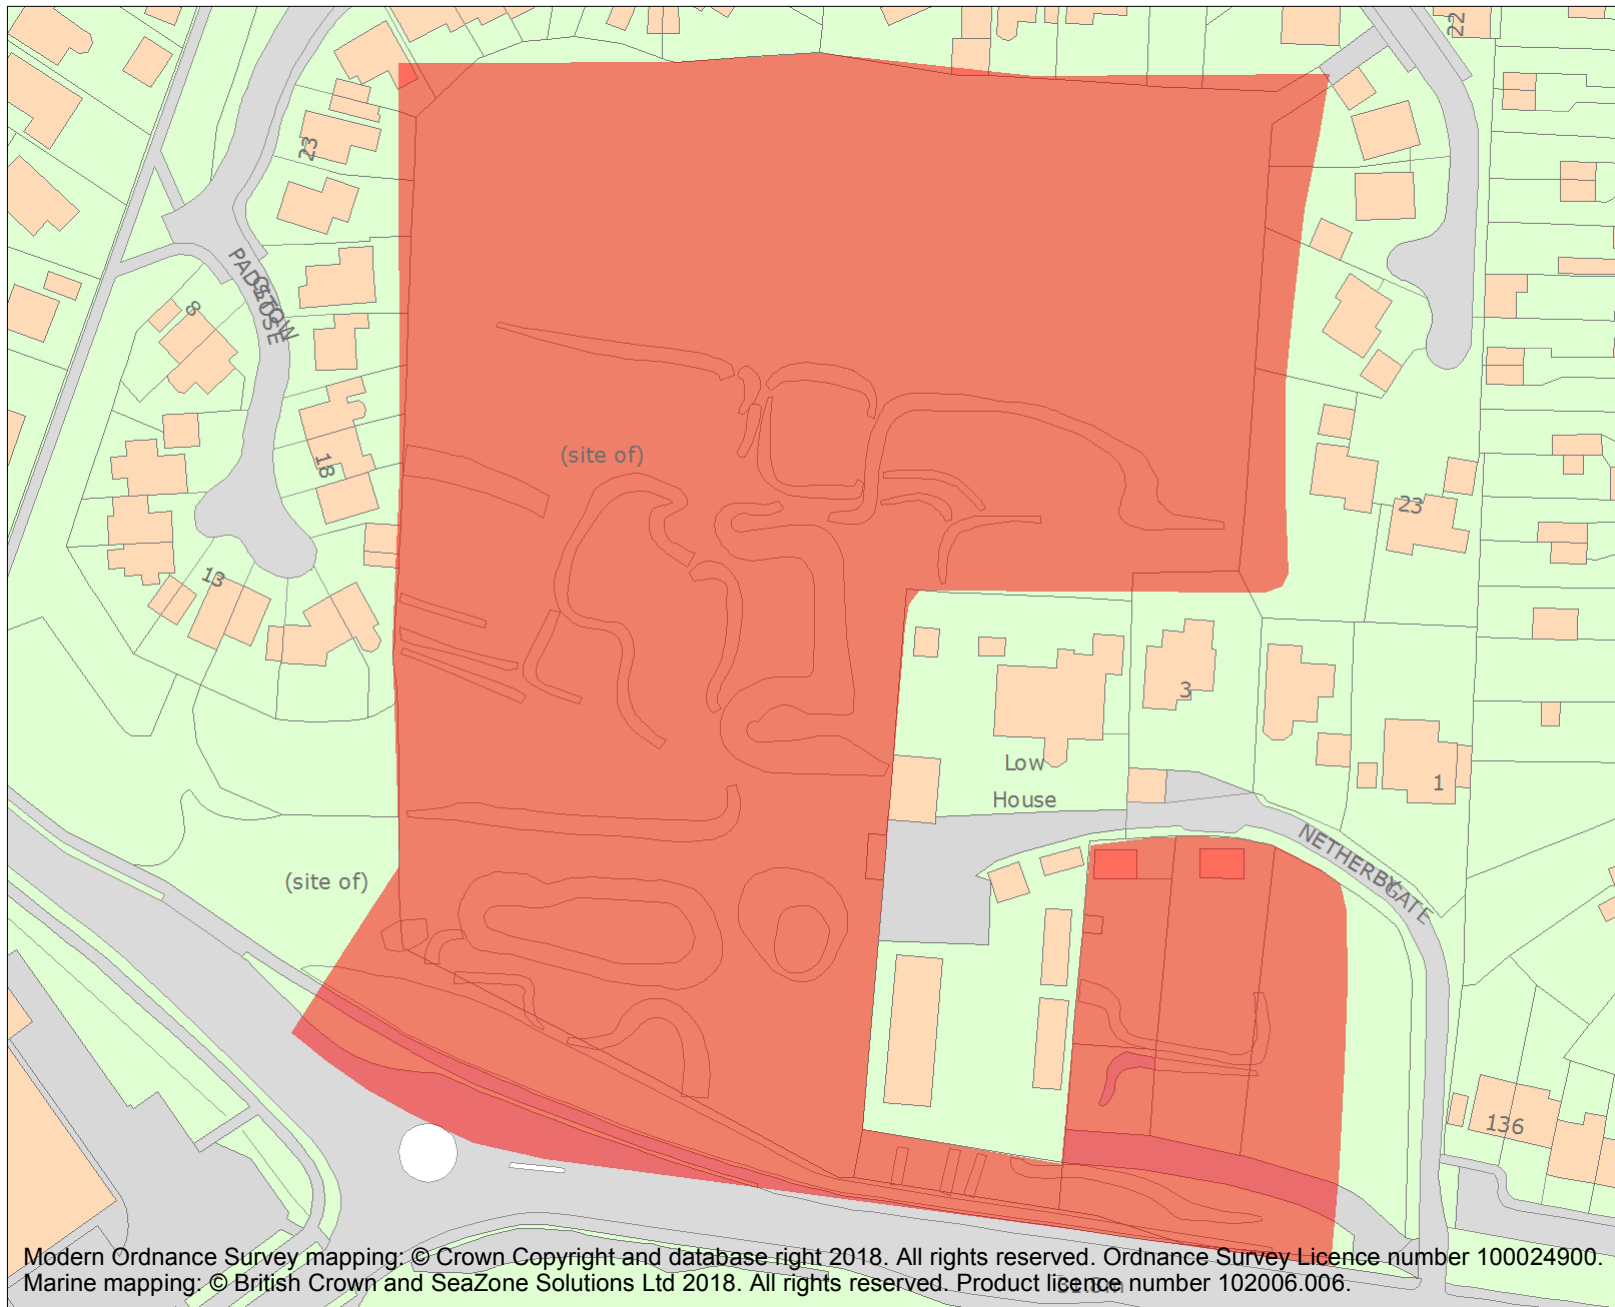 22
23
PADSTOW
CLOSE
8
(site of)
18
23
13
3
Low
House
1
NETHERBY
GATE
(site of)
136
Modern Ordnance Survey mapping: © Crown Copyright and database right 2018. All rights reserved. Ordnance Survey Licence number 100024900.
Marine mapping: © British Crown and SeaZone Solutions Ltd 2018. All rights reserved. Product licence number 102006.006.